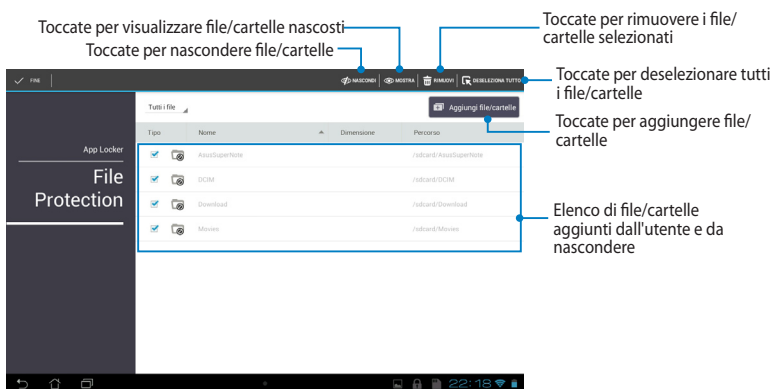 Toccate per visualizzare file/cartelle nascosti
Toccate per nascondere file/cartelle
Toccate per rimuovere i file/
cartelle selezionati
FINE
NASCONDI
MOSTRA
RIMUOVI
DESELEZIONA TUTTO
Toccate per deselezionare tutti
i file/cartelle
Tutti i file
Aggiungi file/cartelle
Toccate per aggiungere file/
cartelle
Tipo Nome Dimensione Percorso
App Locker
File
Protection
AsusSuperNote /sdcard/AsusSuperNote
DCIM /sdcard/DCIM
Download /sdcard/Download
Movies /sdcard/Movies
Elenco di file/cartelle
aggiunti dall'utente e da
nascondere
22:18